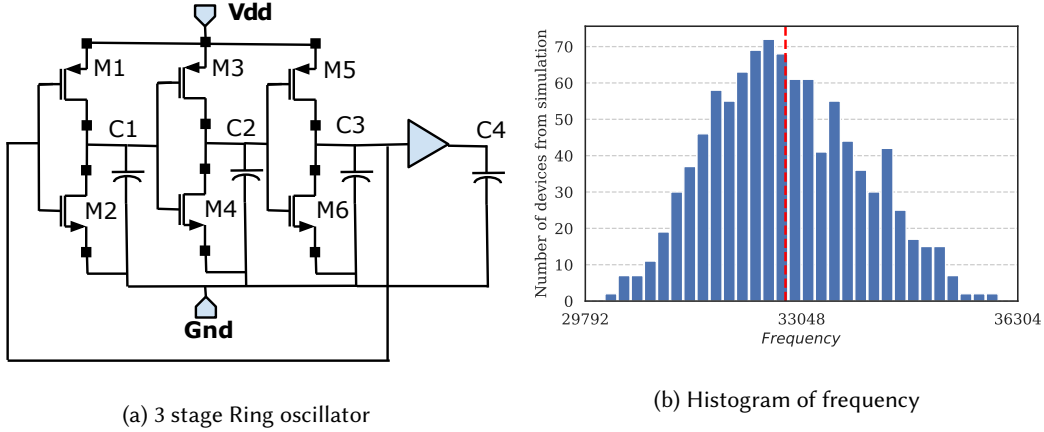 Vdd
M1
M3
M5
C1
C2
C3
C4
M2
M4
M6
Gnd
(a) 3 stage Ring oscillator
Number of devices from simulation
70
60
50
40
30
20
10
0
29792
33048
36304
Frequency
(b) Histogram of frequency